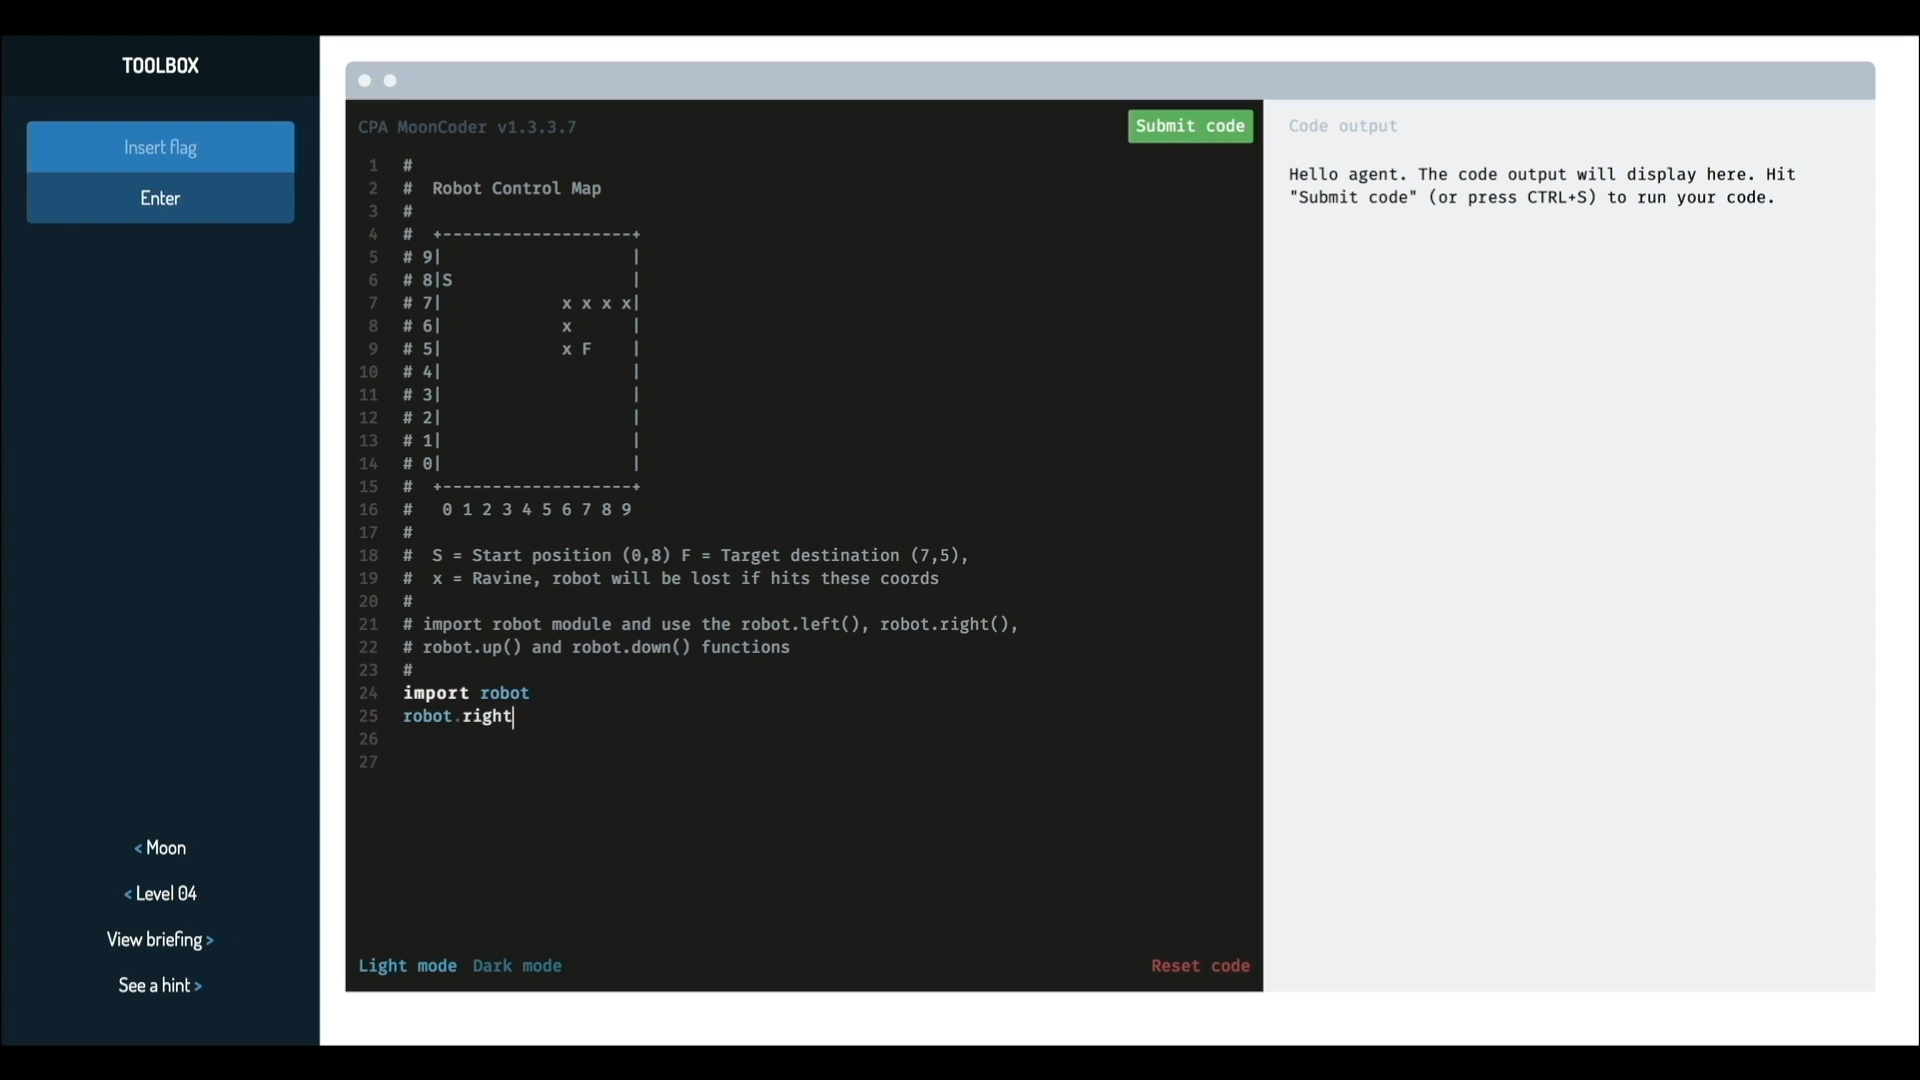 TOOLBOX
Insert flag
Enter
< Moon
< Level 04
View briefing >
See a hint >
CPA MoonCoder v1.3.3.7
Submit code
1 #
2 #  Robot Control Map
3 #
4 #  +-------------------+
5 # 9|                   |
6 # 8|S                  |
7 # 7|            x x x x|
8 # 6|            x      |
9 # 5|            x F    |
10 # 4|                   |
11 # 3|                   |
12 # 2|                   |
13 # 1|                   |
14 # 0|                   |
15 #  +-------------------+
16 #   0 1 2 3 4 5 6 7 8 9
17 #
18 #  S = Start position (0,8) F = Target destination (7,5),
19 #  x = Ravine, robot will be lost if hits these coords
20 #
21 # import robot module and use the robot.left(), robot.right(),
22 # robot.up() and robot.down() functions
23 #
24 import robot
25 robot.right
26
27
Light mode Dark mode
Reset code
Code output
Hello agent. The code output will display here. Hit
"Submit code" (or press CTRL+S) to run your code.